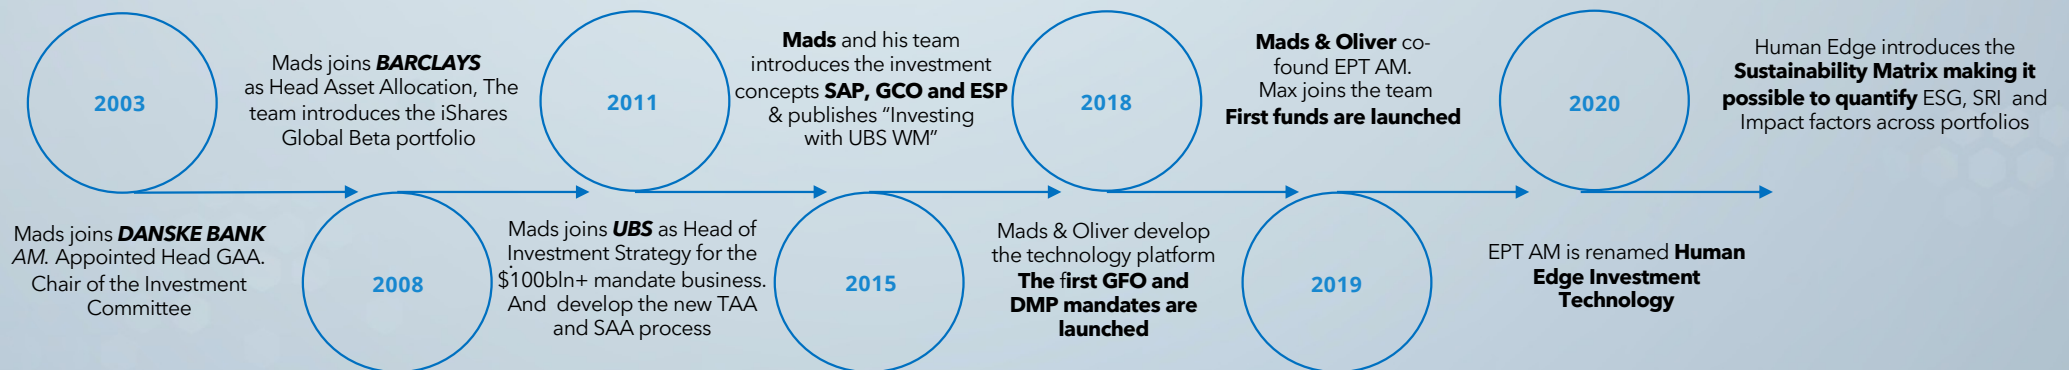 2003
Mads joins DANSKE BANK
AM. Appointed Head GAA.
Chair of the Investment
Committee
Mads joins BARCLAYS
as Head Asset Allocation, The
team introduces the iShares
Global Beta portfolio
2008
2011
Mads joins UBS as Head of
Investment Strategy for the
$100bln+ mandate business.
And develop the new TAA
and SAA process
Mads and his team
introduces the investment
concepts SAP, GCO and ESP
& publishes “Investing
with UBS WM”
2015
2018
Mads & Oliver develop
the technology platform
The first GFO and
DMP mandates are
launched
Mads & Oliver co-
found EPT AM.
Max joins the team
First funds are launched
2019
2020
EPT AM is renamed Human
Edge Investment
Technology
Human Edge introduces the
Sustainability Matrix making it
possible to quantify ESG, SRI and
Impact factors across portfolios